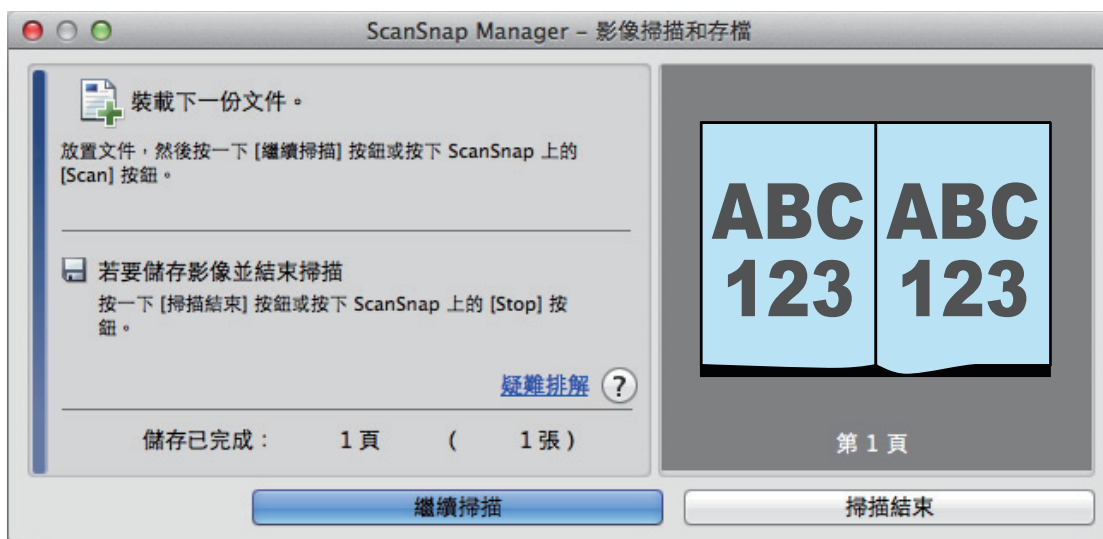 ScanSnap Manager – 影像掃描和存檔
裝載下一份文件。
放置文件，然後按一下 [繼續掃描] 按鈕或按下 ScanSnap 上的
[Scan] 按鈕。
若要儲存影像並結束掃描
按一下 [掃描結束] 按鈕或按下 ScanSnap 上的 [Stop] 按
鈕。
疑難排解 ?
儲存已完成： 1 頁 ( 1 張 )
ABC ABC
123 123
第 1 頁
繼續掃描 掃描結束